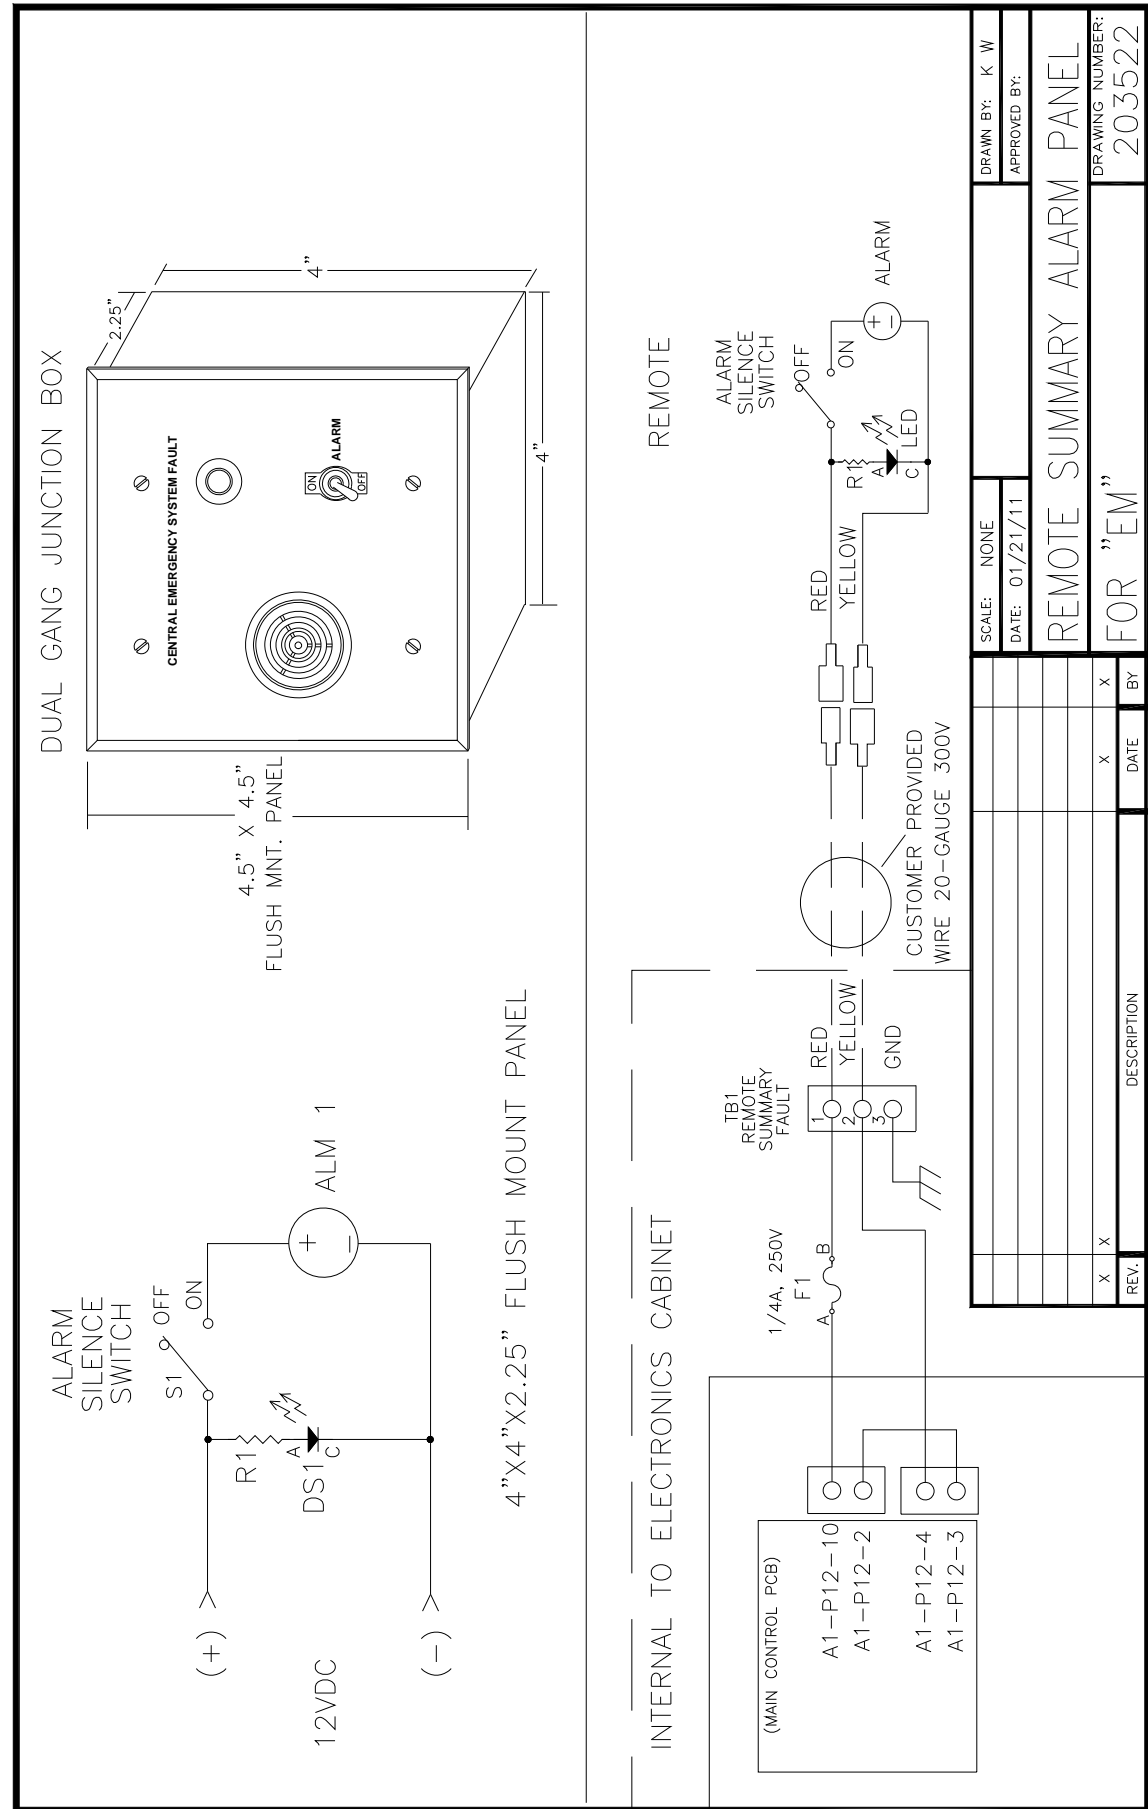 ALARM
SILENCE
SWITCH
S1
OFF
ON
(+)
12VDC
(-)
R1
A
DS1
C
+
-
ALM 1
4"X4"X2.25" FLUSH MOUNT PANEL
DUAL GANG JUNCTION BOX
4.5" X 4.5"
FLUSH MNT. PANEL
CENTRAL EMERGENCY SYSTEM FAULT
ON
OFF
ALARM
2.25"
4"
4"
INTERNAL TO ELECTRONICS CABINET
(MAIN CONTROL PCB)
A1-P12-10
A1-P12-2
A1-P12-4
A1-P12-3
1/4A, 250V
F1
A
B
TB1
REMOTE
SUMMARY
FAULT
1
2
3
RED
YELLOW
GND
CUSTOMER PROVIDED
WIRE 20-GAUGE 300V
RED
YELLOW
REMOTE
ALARM
SILENCE
SWITCH
OFF
ON
R1
A
C
LED
+
-
ALARM
X
X
X
X
X
REV.
DESCRIPTION
DATE
BY
SCALE: NONE
DATE: 01/21/11
DRAWN BY: K W
APPROVED BY:
REMOTE SUMMARY ALARM PANEL
FOR "EM"
DRAWING NUMBER:
203522